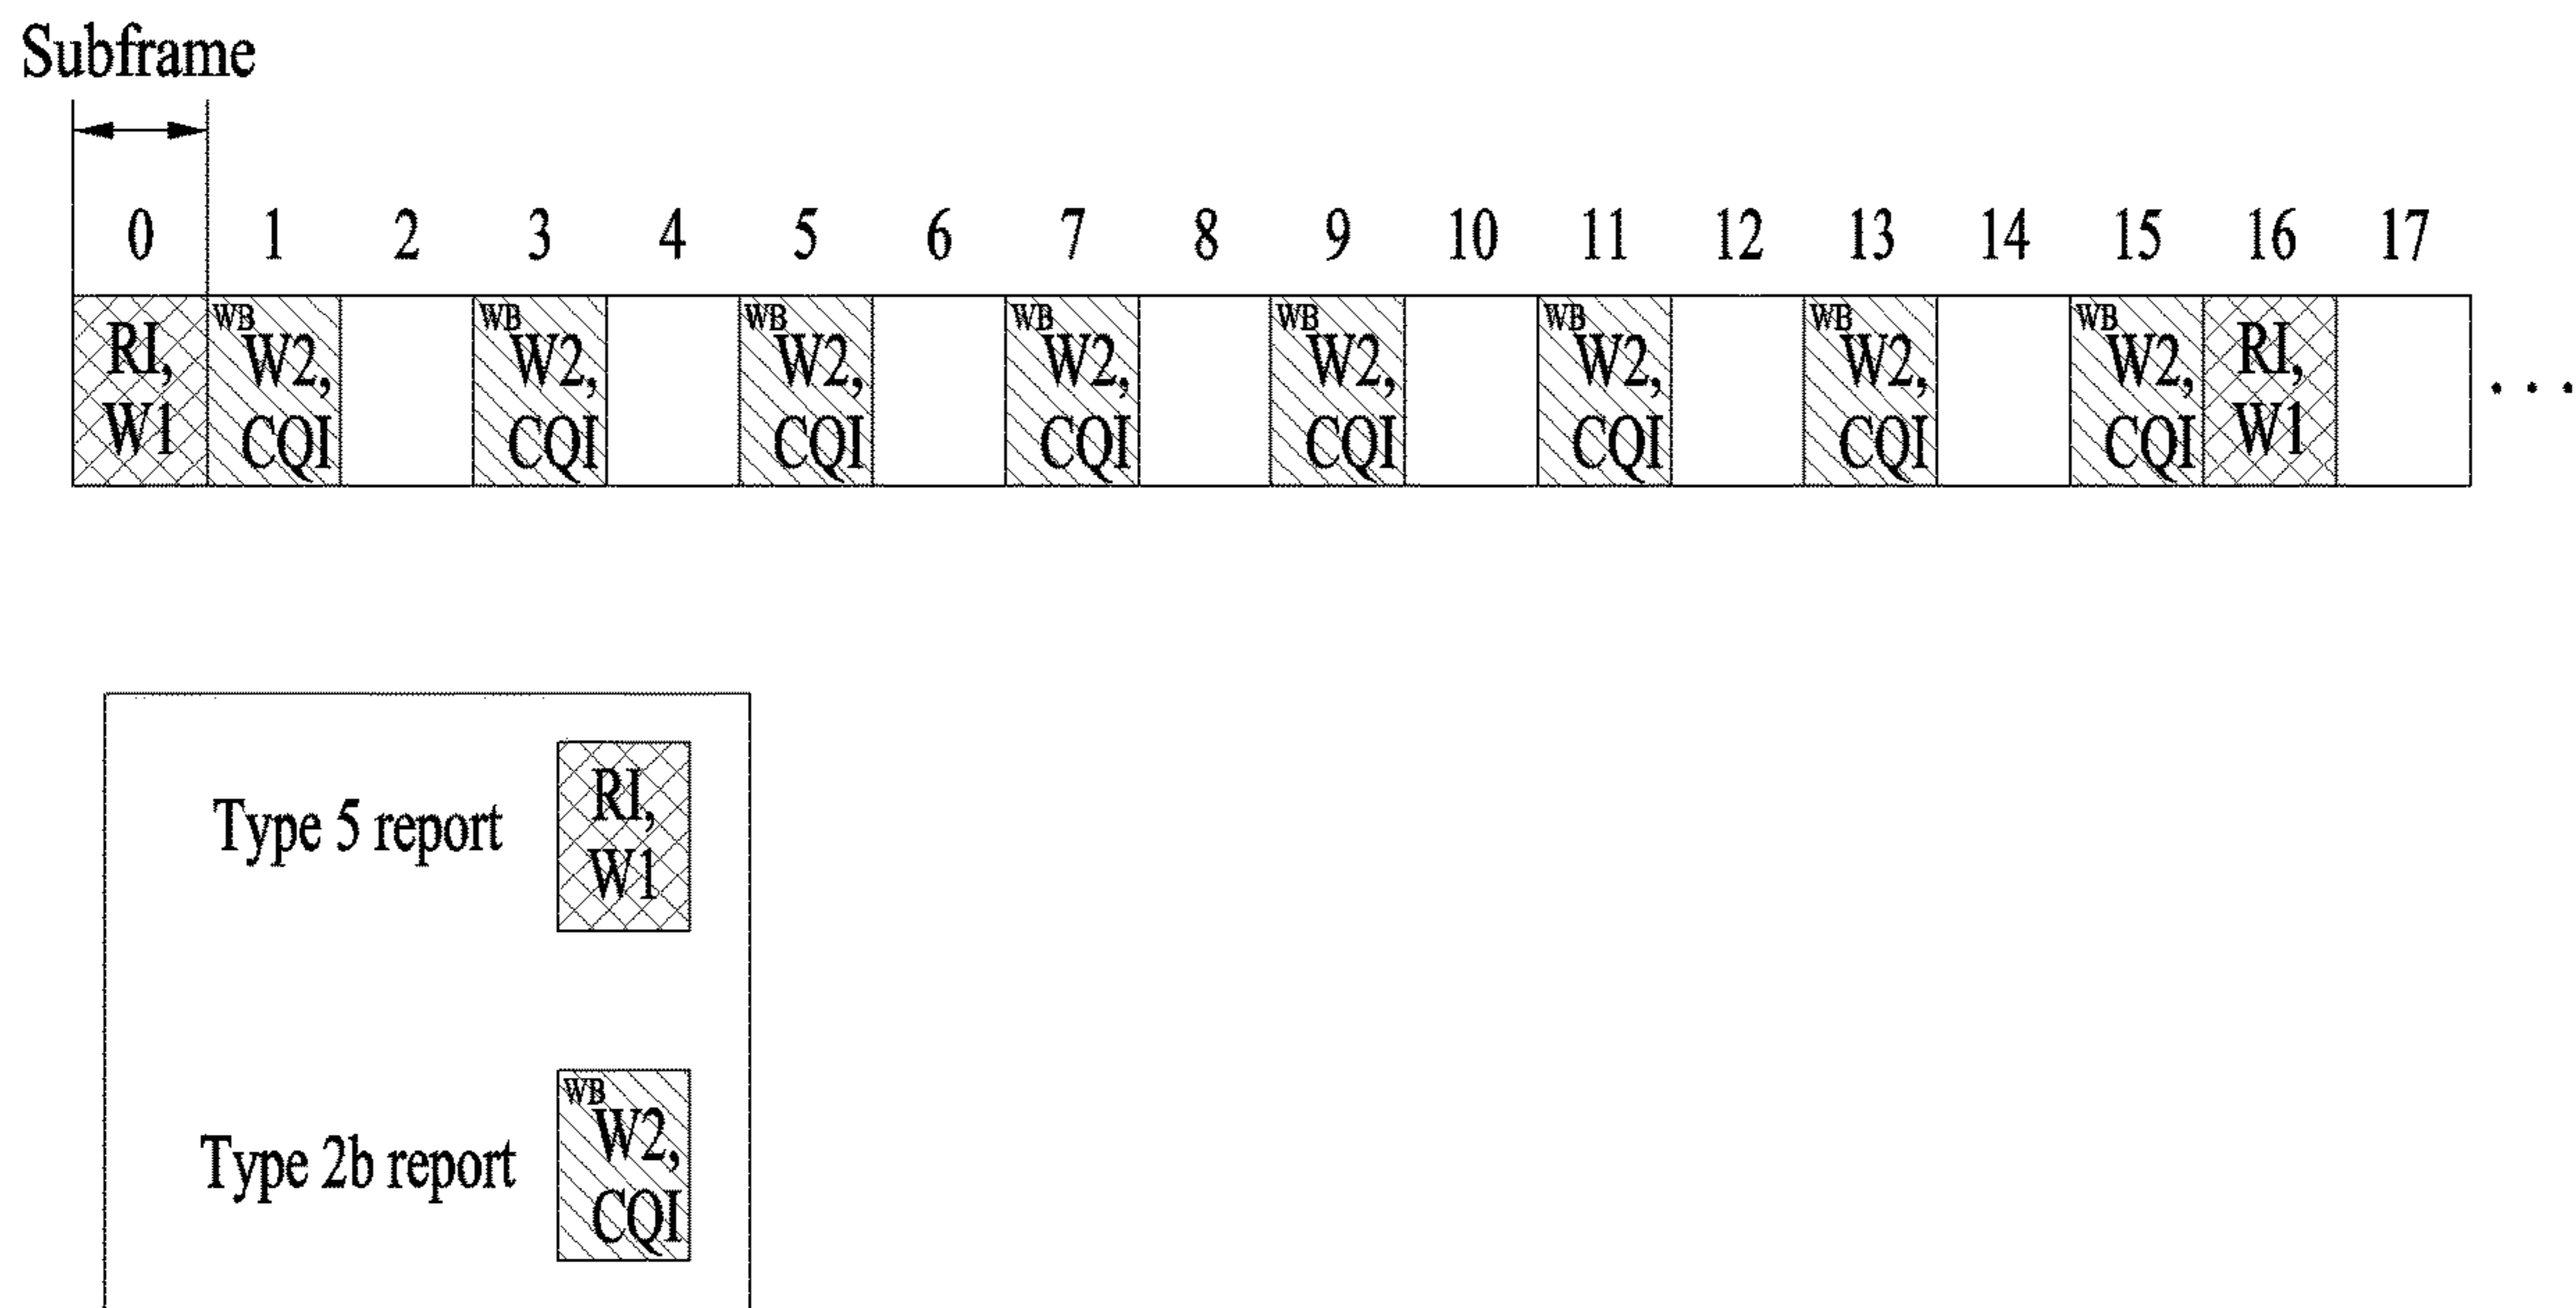 Subframe
0 1 2 3 4 5 6 7 8 9 10 11 12 13 14 15 16 17
WB WB WB WB WB WB WB WB
RI, W2, W2, W2, W2, W2, W2, W2, W2, RI,
W1 CQI CQI CQI CQI CQI CQI CQI CQI W1
. . .
RI,
Type 5 report
W1
WB
W2,
Type 2b report
CQI